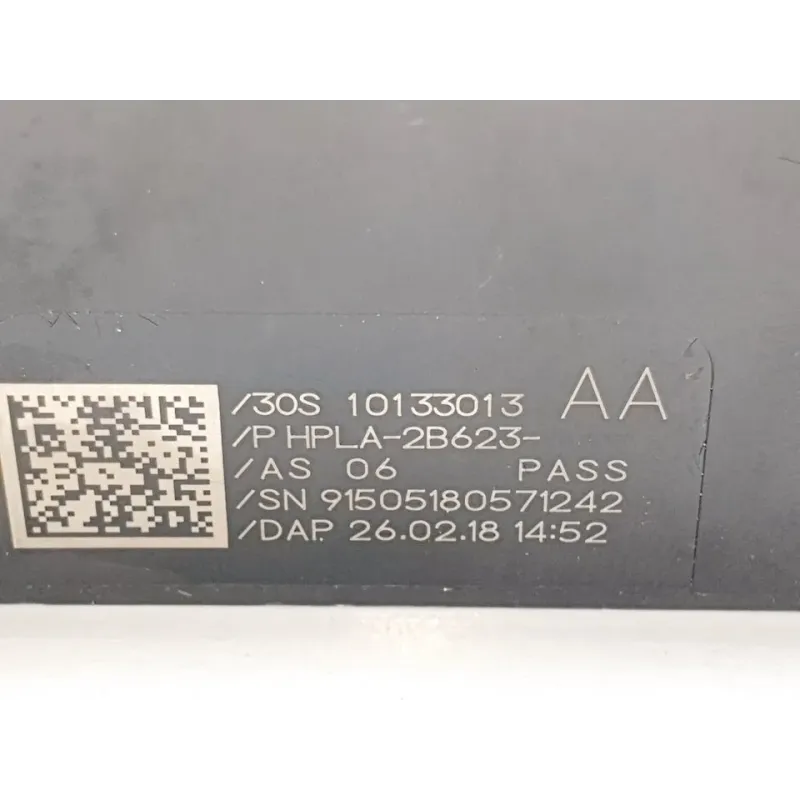 /30S 10133013 AA
/P HPLA-2B623-
/AS 06 PASS
/SN 91505180571242
/DAP. 26.02.18 14:52